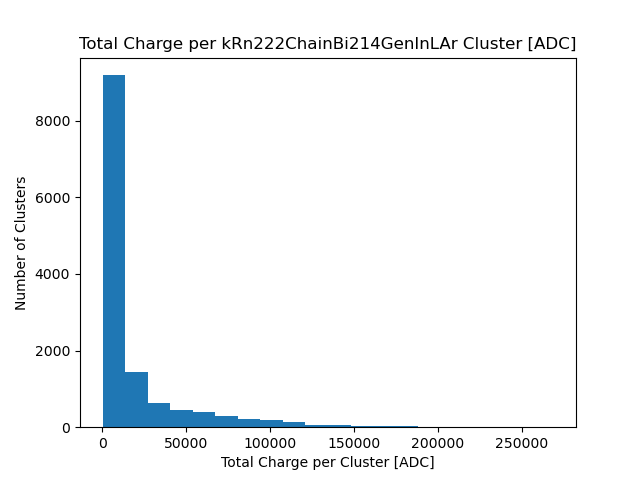 Total Charge per kRn222ChainBi214GenInLAr Cluster [ADC]
Number of Clusters
8000
6000
4000
2000
0
0 50000 100000 150000 200000 250000
Total Charge per Cluster [ADC]